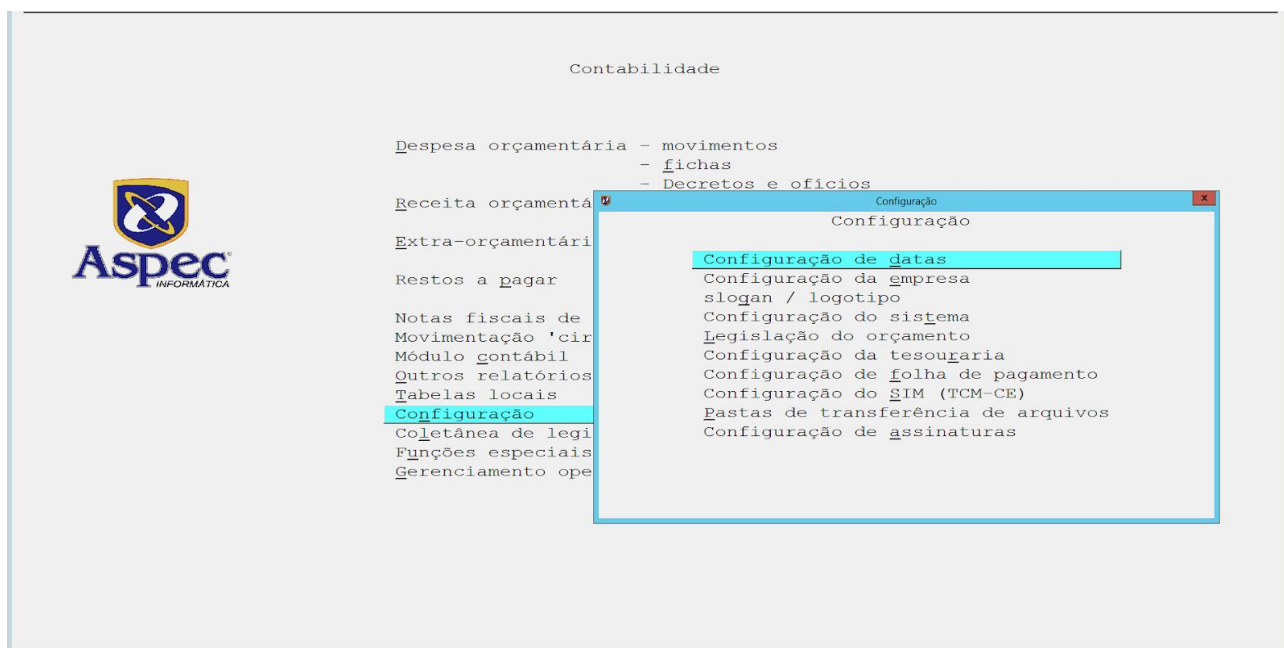 Contabilidade
Despesa orçamentária - movimentos
- fichas
- Decretos e ofícios
Receita orçamentá
Extra-orçamentári
Restos a pagar
Notas fiscais de
Movimentação 'cir
Módulo contábil
Outros relatórios
Tabelas locais
Configuração
Coletânea de legi
Funções especiais
Gerenciamento ope
Aspec
INFORMÁTICA
Configuração
Configuração
Configuração de datas
Configuração da empresa
slogan / logotipo
Configuração do sistema
Legislação do orçamento
Configuração da tesouraria
Configuração de folha de pagamento
Configuração do SIM (TCM-CE)
Pastas de transferência de arquivos
Configuração de assinaturas